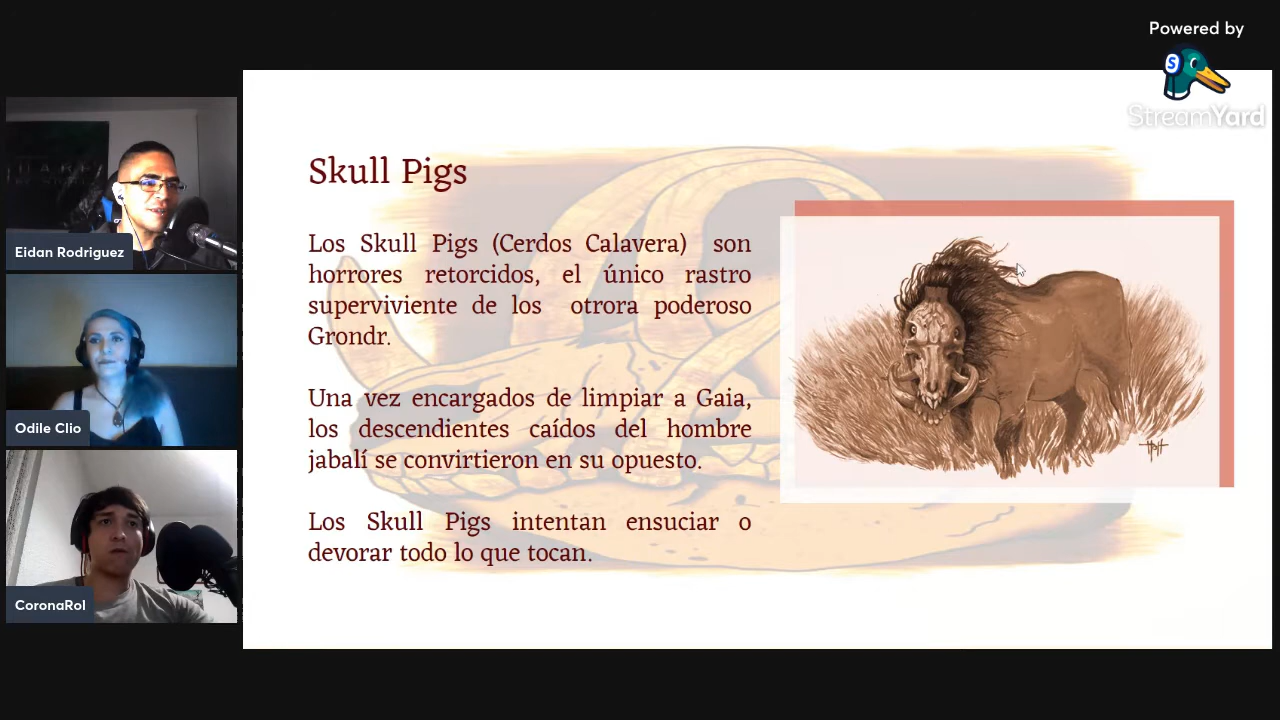 Powered by
StreamYard
Skull Pigs
Los Skull Pigs (Cerdos Calavera) son
horrores retorcidos, el único rastro
superviviente de los otrora poderoso
Grondr.
Una vez encargados de limpiar a Gaia,
los descendientes caídos del hombre
jabalí se convirtieron en su opuesto.
Los Skull Pigs intentan ensuciar o
devorar todo lo que tocan.
Eidan Rodriguez
Odile Clio
CoronaRol